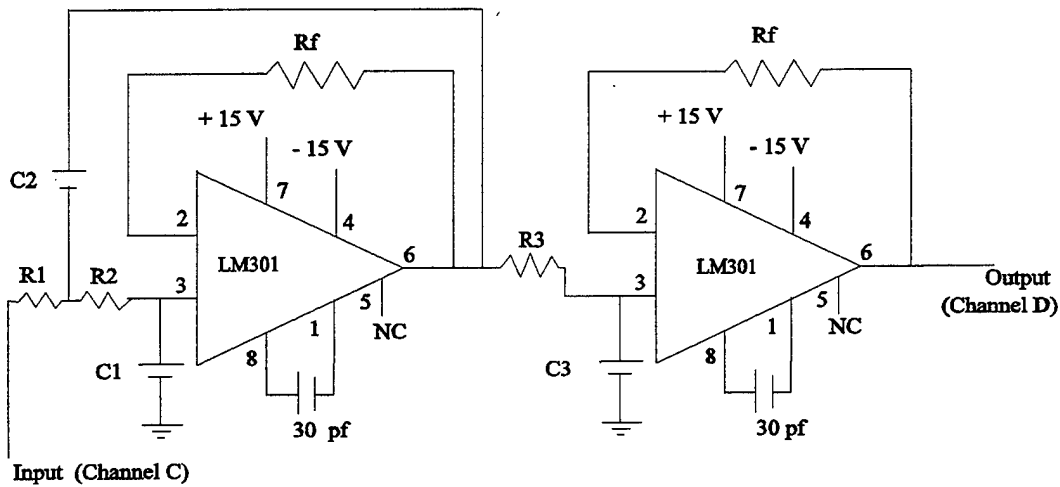 Rf
Rf
+ 15 V
- 15 V
+ 15 V
- 15 V
C2
7
4
7
4
2
2
LM301
6
R3
LM301
6
R1
R2
3
3
5
NC
5
NC
Output
(Channel D)
1
1
8
8
C1
C3
30 pf
30 pf
Input (Channel C)